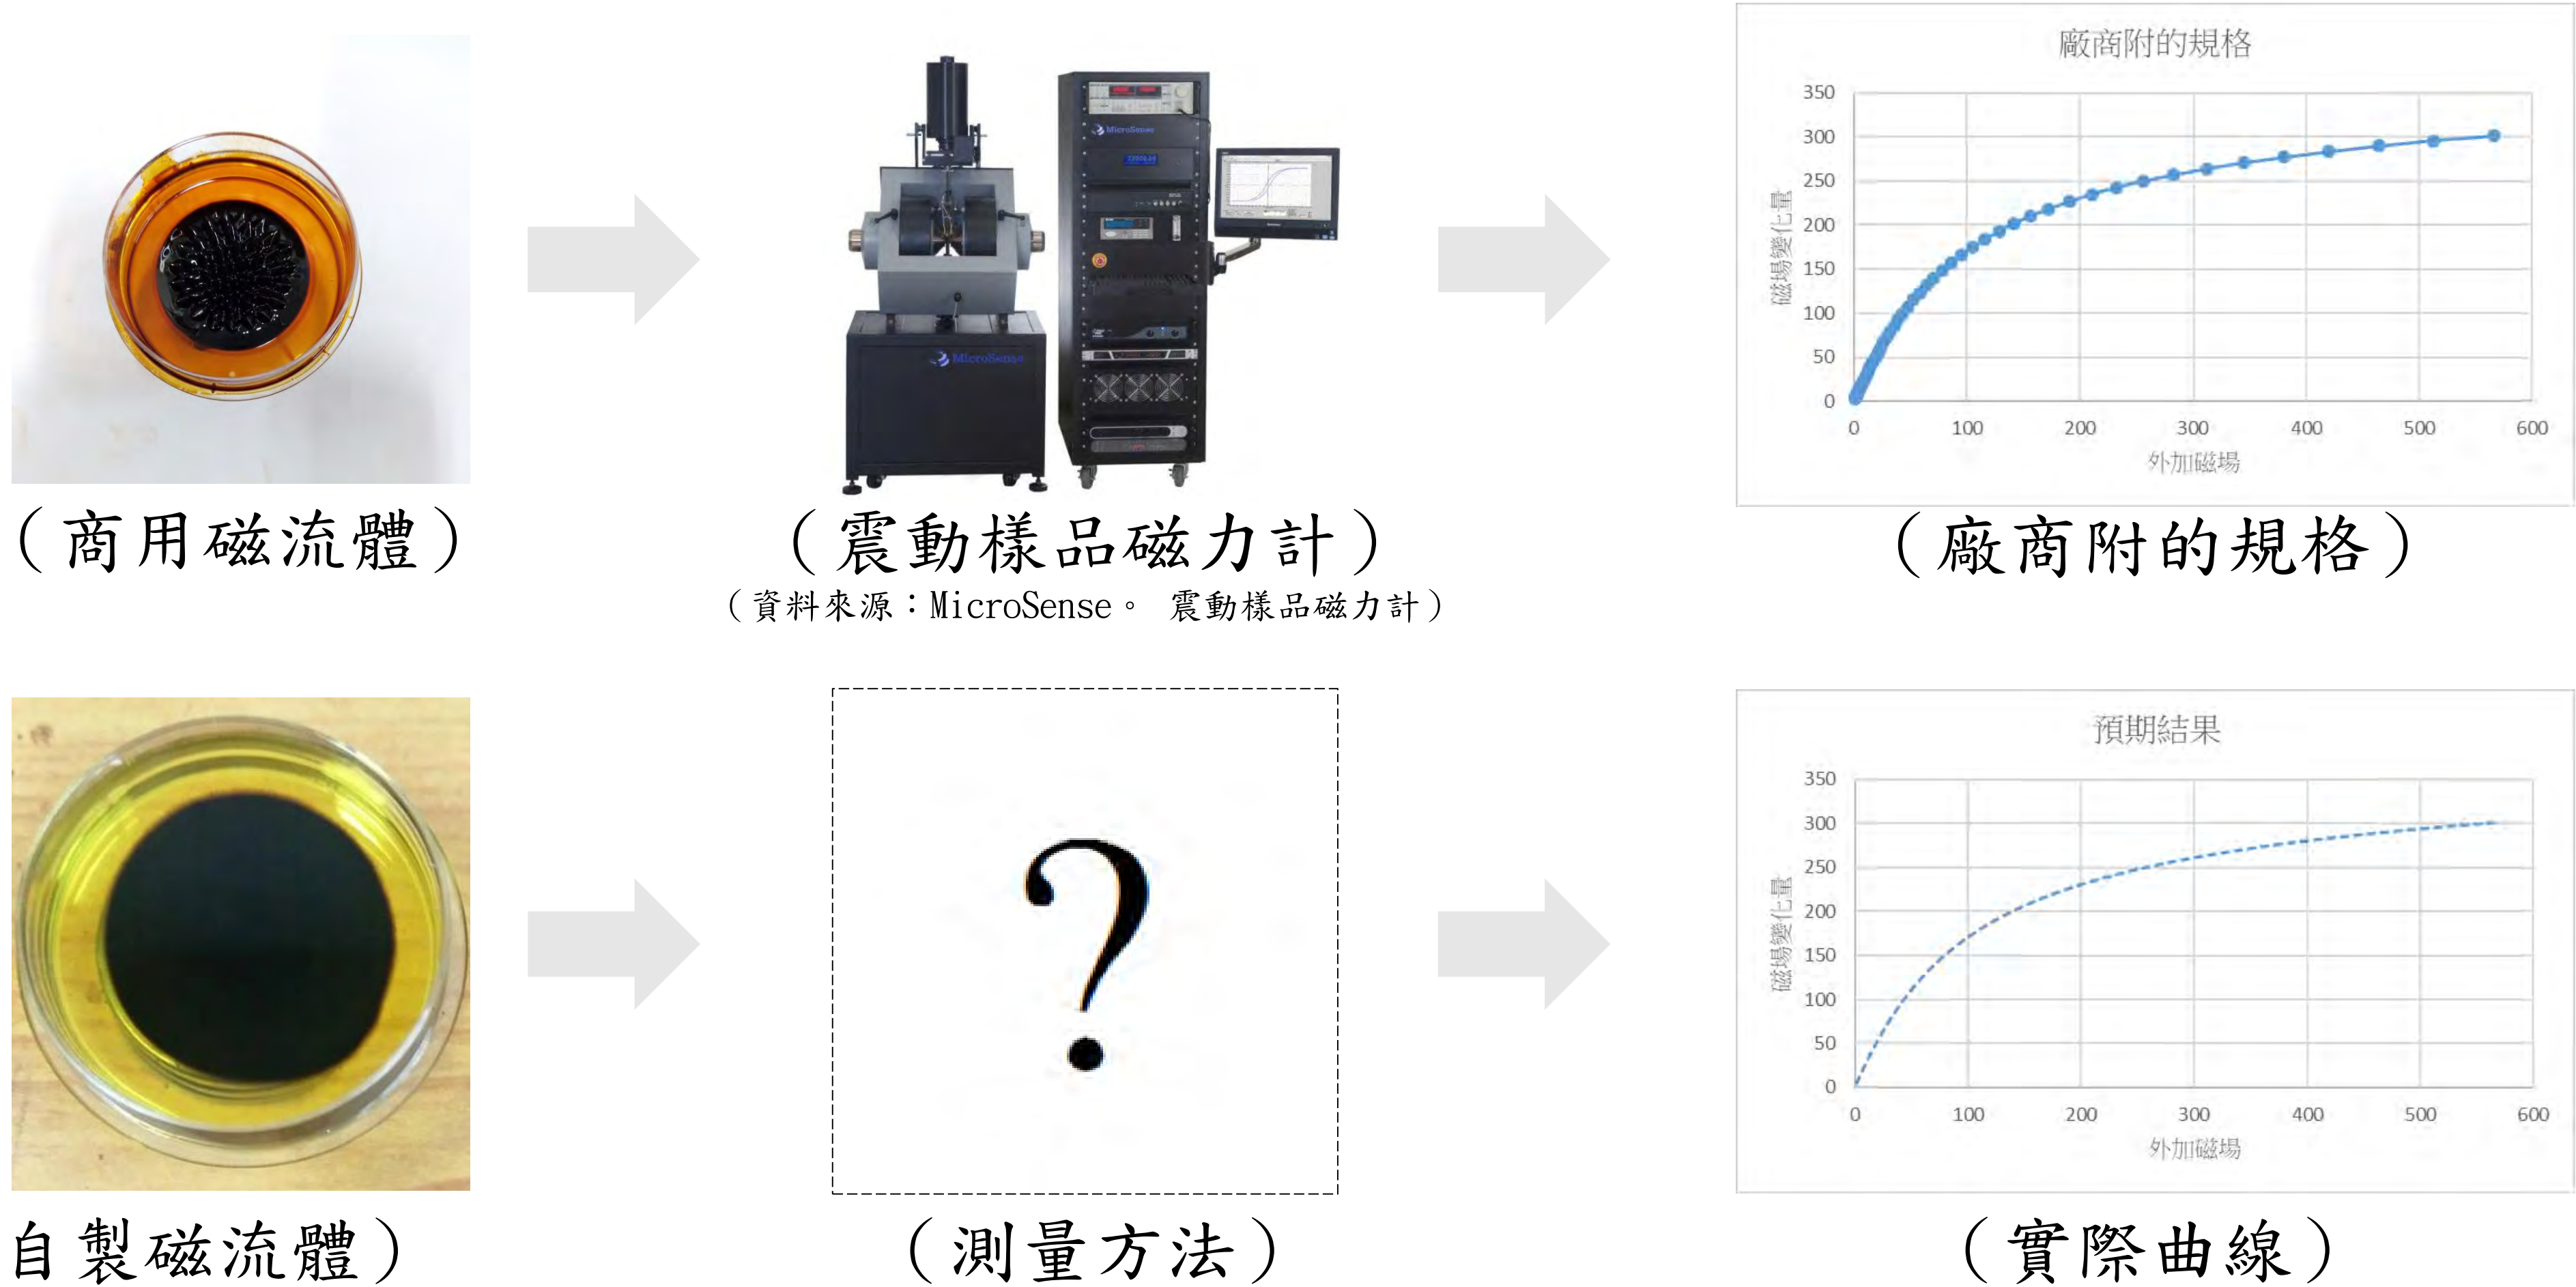 廠商附的規格
350
300
250
200
150
100
50
0
磁場變化量
0 100 200 300 400 500 600
外加磁場
MicroSense
MicroSense
(商用磁流體)
(震動樣品磁力計)
(資料來源：MicroSense。 震動樣品磁力計)
(廠商附的規格)
預期結果
350
300
250
200
150
100
50
0
磁場變化量
0 100 200 300 400 500 600
外加磁場
?
自製磁流體)
(測量方法)
(實際曲線)